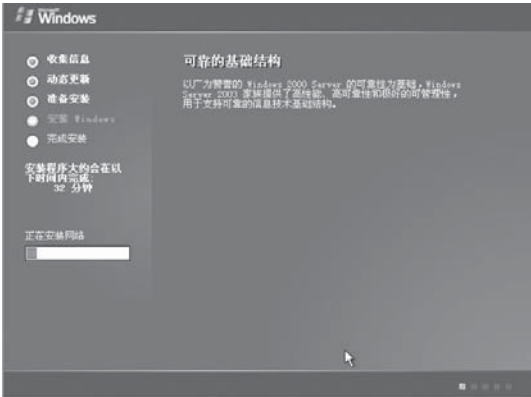 Microsoft
Windows
收集信息
动态更新
准备安装
安装 Windows
完成安装
安装程序大约会在以
下时间内完成:
32 分钟
正在安装网络
可靠的基础结构
以广为赞誉的 Windows 2000 Server 的可靠性为基础，Windows
Server 2003 家族提供了高性能、高可靠性和极好的可管理性，
用于支持可靠的信息技术基础结构。